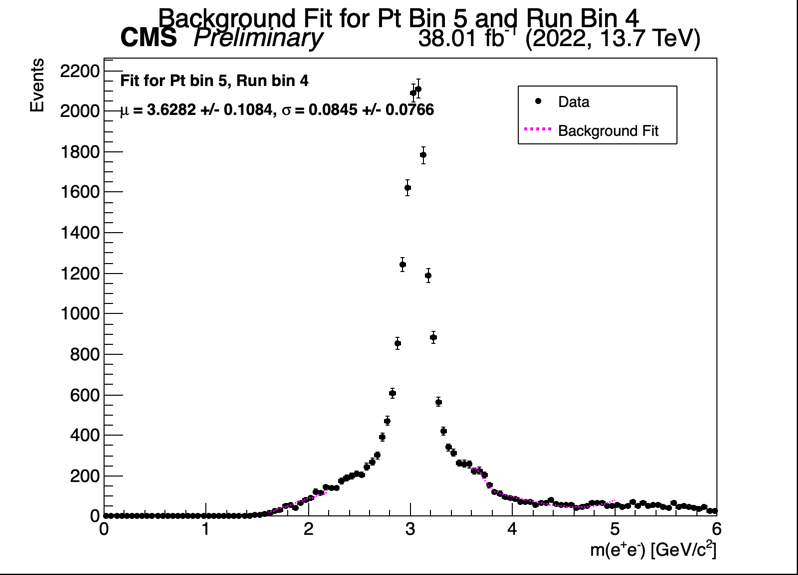 Background Fit for Pt Bin 5 and Run Bin 4
CMS Preliminary 38.01 fb⁻¹ (2022, 13.7 TeV)
Events
Fit for Pt bin 5, Run bin 4
μ = 3.6282 +/- 0.1084, σ = 0.0845 +/- 0.0766
Data
Background Fit
2200
2000
1800
1600
1400
1200
1000
800
600
400
200
0
0 1 2 3 4 5 6
m(e⁺e⁻) [GeV/c²]